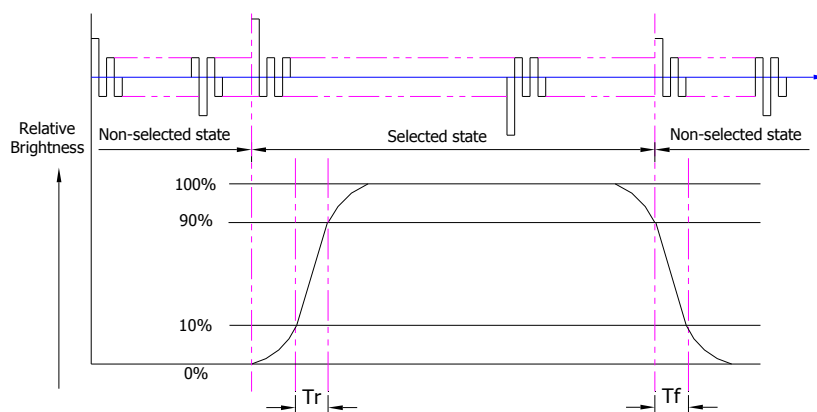 Relative
Brightness
Non-selected state
Selected state
Non-selected state
100%
90%
10%
0%
Tr
Tf